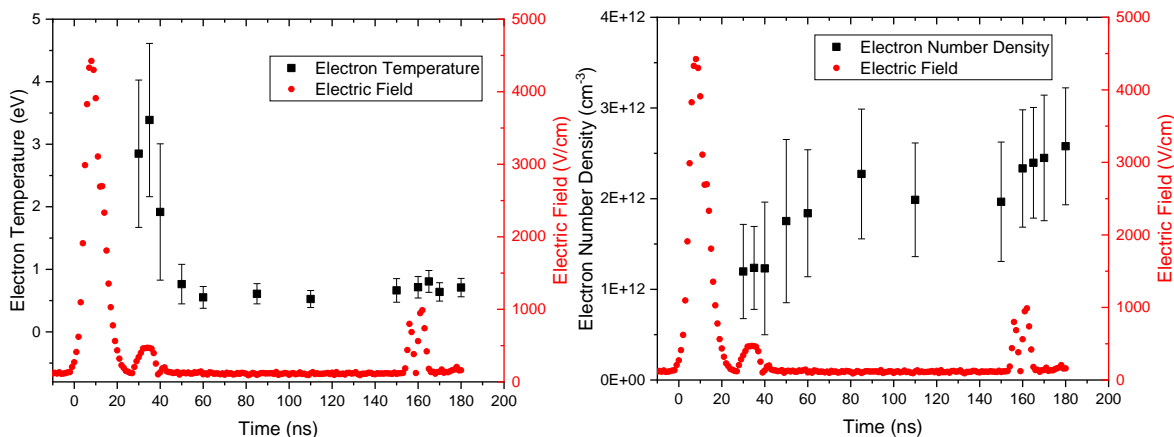 5
4
3
2
1
0
Electron Temperature (eV)
Electron Temperature
Electric Field
5000
4000
3000
2000
1000
0
Electric Field (V/cm)
0 20 40 60 80 100 120 140 160 180 200
Time (ns)
4E+12
3E+12
2E+12
1E+12
0E+00
Electron Number Density (cm-3)
Electron Number Density
Electric Field
5000
4000
3000
2000
1000
0
Electric Field (V/cm)
0 20 40 60 80 100 120 140 160 180 200
Time (ns)